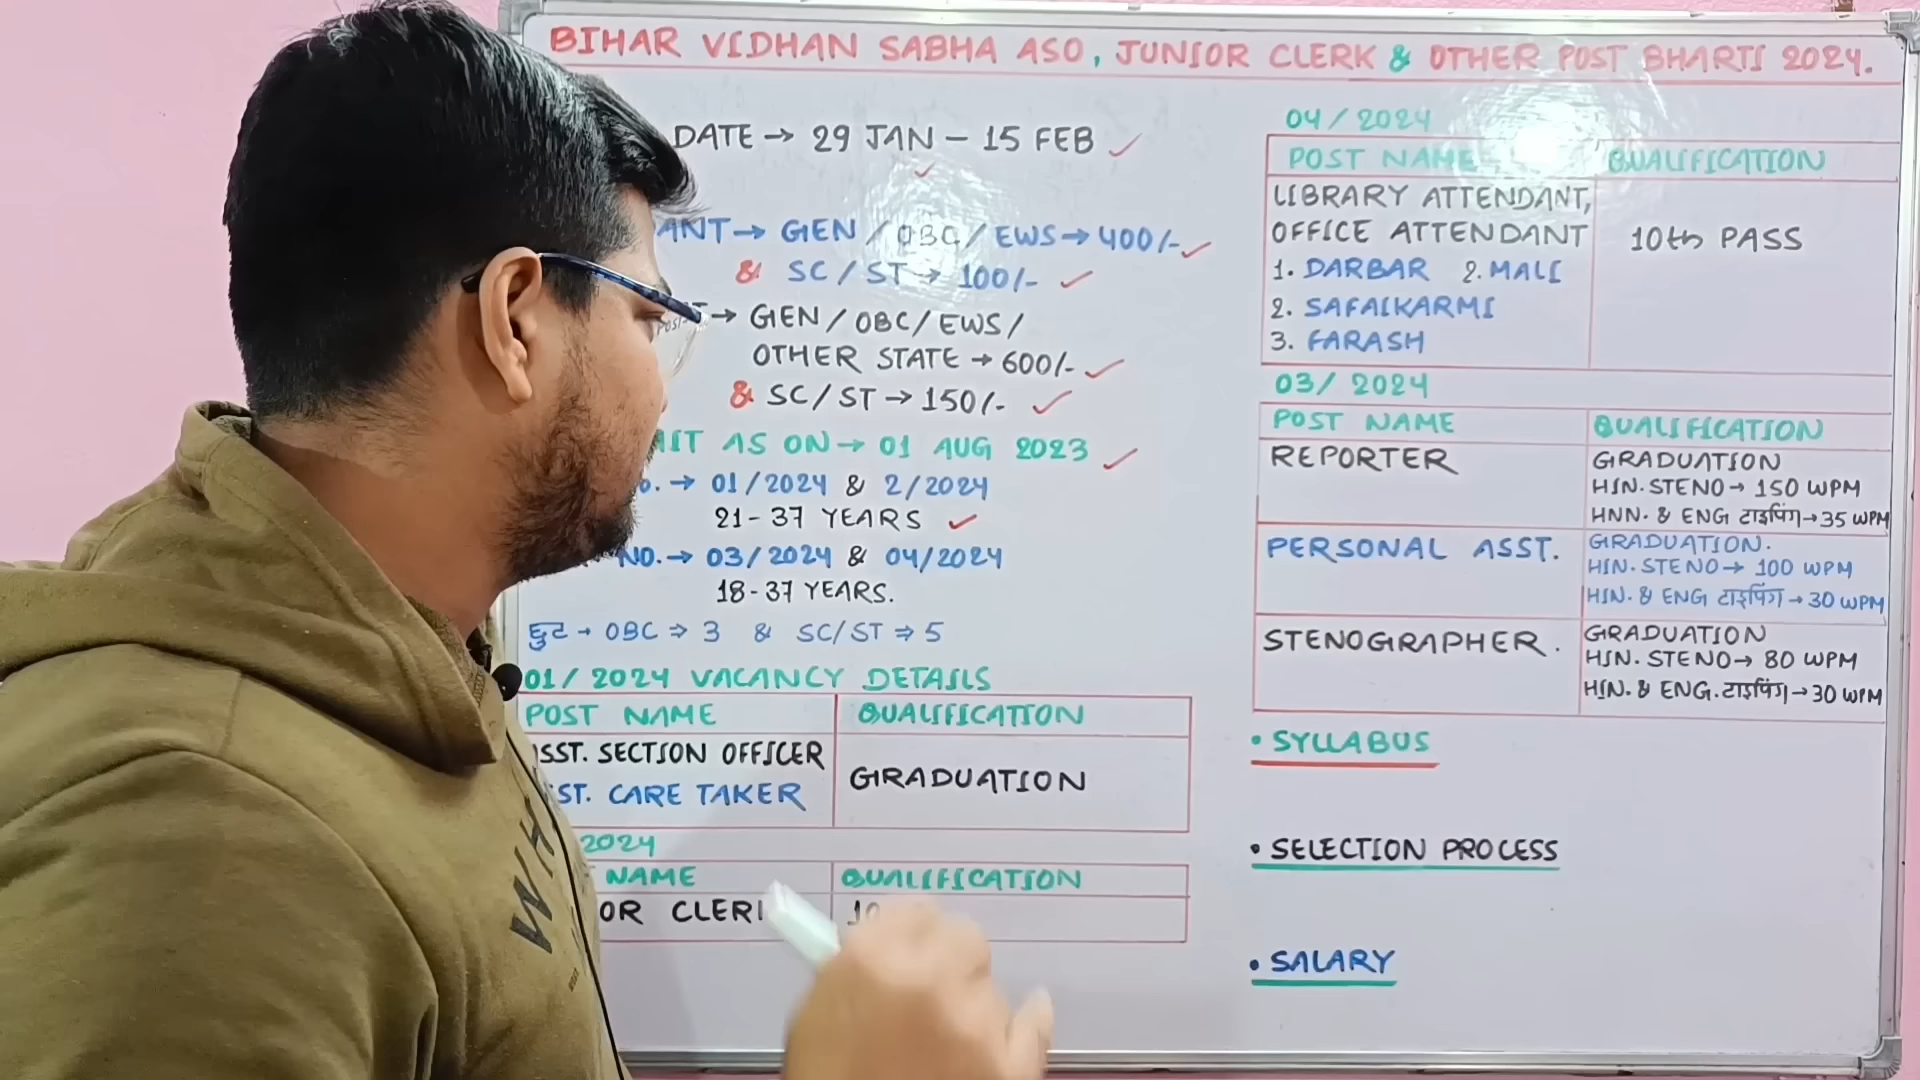 BIHAR VIDHAN SABHA ASO, JUNIOR CLERK & OTHER POST BHARTI 2024.
DATE → 29 JAN – 15 FEB ✓
ANT → GEN / OBC / EWS → 400/- ✓
& SC / ST → 100/- ✓
→ GEN / OBC / EWS /
OTHER STATE → 600/- ✓
& SC / ST → 150/- ✓
AS ON → 01 AUG 2023 ✓
→ 01/2024 & 2/2024
21-37 YEARS ✓
NO. → 03/2024 & 04/2024
18-37 YEARS.
छुट → OBC ⇒ 3 & SC/ST ⇒ 5
01/2024 VACANCY DETAILS
POST NAME QUALIFICATION
SST. SECTION OFFICER
ST. CARE TAKER
GRADUATION
2024
NAME QUALIFICATION
OR CLER
04/2024
POST NAME QUALIFICATION
LIBRARY ATTENDANT,
OFFICE ATTENDANT
1. DARBAR 2. MALI
2. SAFAIKARMI
3. FARASH
10th PASS
03/2024
POST NAME QUALIFICATION
REPORTER
GRADUATION
HIN. STENO → 150 WPM
HNN. & ENG टाइपिंग → 35 WPM
PERSONAL ASST.
GRADUATION.
HIN. STENO → 100 WPM
HIN. & ENG टाइपिंग → 30 WPM
STENOGRAPHER.
GRADUATION
HIN. STENO → 80 WPM
HIN. & ENG. टाइपिंग → 30 WPM
• SYLLABUS
• SELECTION PROCESS
• SALARY
WH